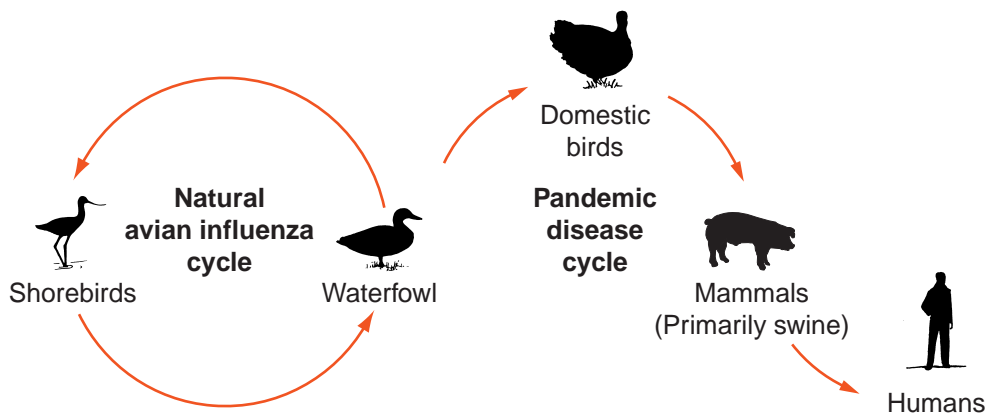 Domestic
birds
Natural
avian influenza
cycle
Pandemic
disease
cycle
Shorebirds
Waterfowl
Mammals
(Primarily swine)
Humans